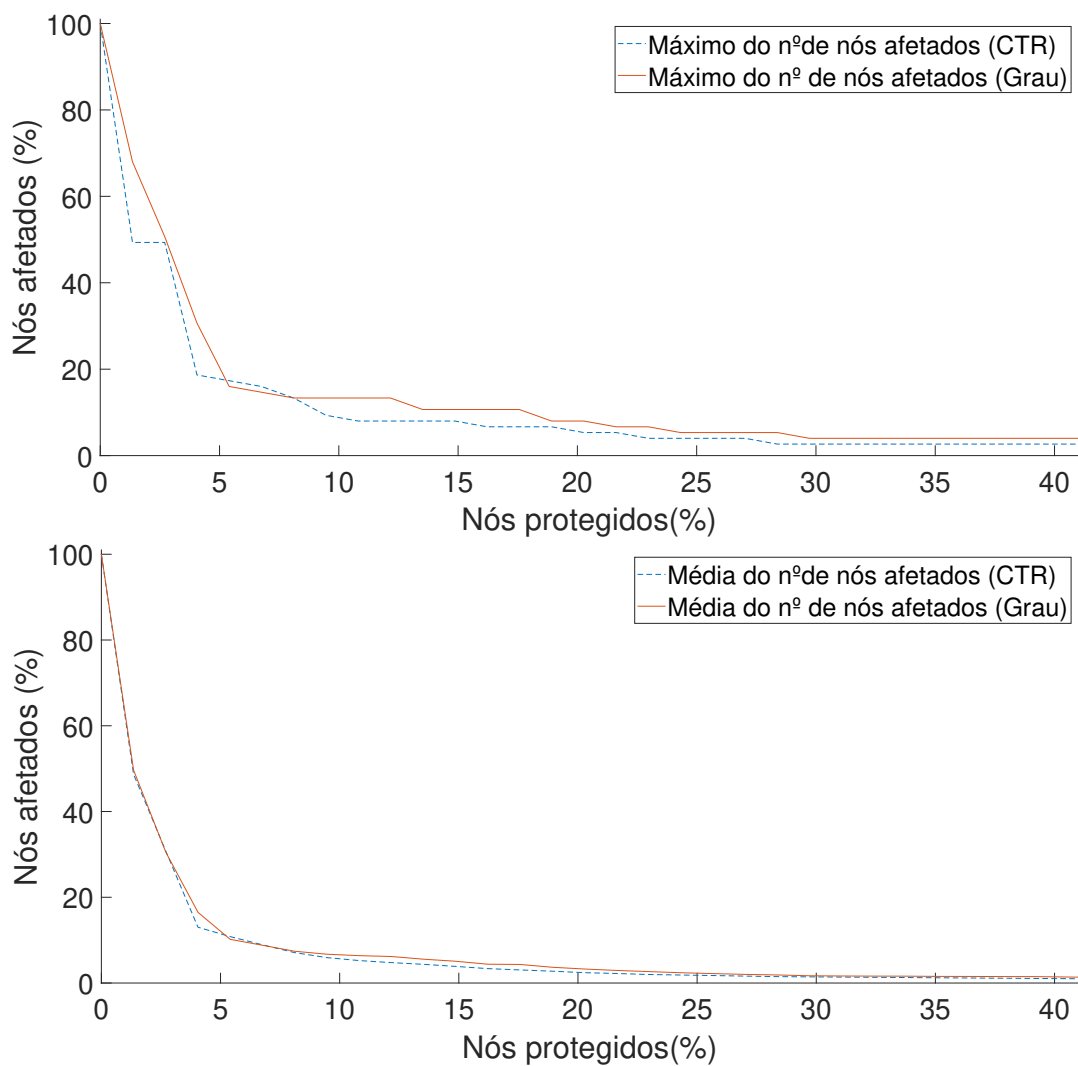 Máximo do nºde nós afetados (CTR)
Máximo do nº de nós afetados (Grau)
Nós afetados (%)
100
80
60
40
20
0
0 5 10 15 20 25 30 35 40
Nós protegidos(%)
Média do nºde nós afetados (CTR)
Média do nº de nós afetados (Grau)
Nós afetados (%)
100
80
60
40
20
0
0 5 10 15 20 25 30 35 40
Nós protegidos(%)